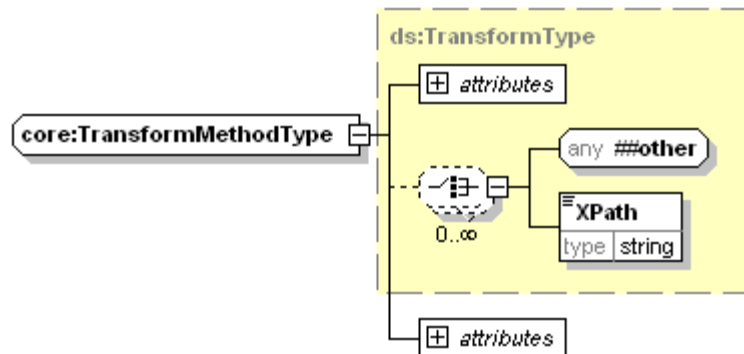 ds:TransformType
attributes
core:TransformMethodType
any ##other
0..∞
XPath
type string
attributes